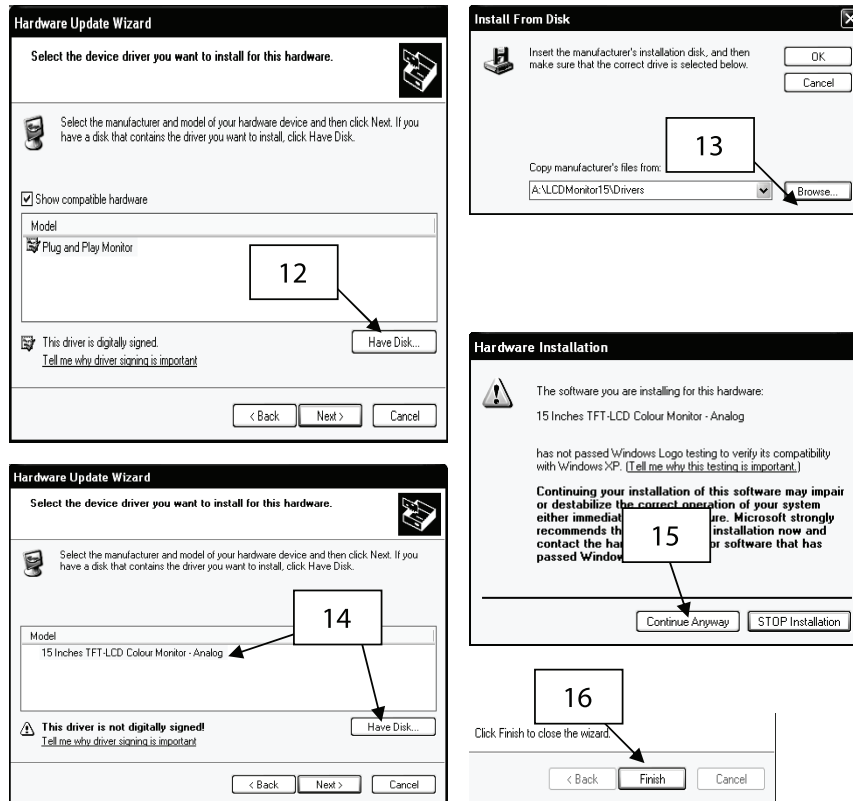 Hardware Update Wizard
Select the device driver you want to install for this hardware.
Select the manufacturer and model of your hardware device and then click Next. If you
have a disk that contains the driver you want to install, click Have Disk.
Show compatible hardware
Model
Plug and Play Monitor
12
This driver is digitally signed.
Tell me why driver signing is important
Have Disk...
< Back
Next >
Cancel
Install From Disk
Insert the manufacturer's installation disk, and then
make sure that the correct drive is selected below.
OK
Cancel
13
Copy manufacturer's files from:
A:\LCDMonitor15\Drivers
Browse...
Hardware Update Wizard
Select the device driver you want to install for this hardware.
Select the manufacturer and model of your hardware device and then click Next. If you
have a disk that contains the driver you want to install, click Have Disk.
14
Model
15 Inches TFT-LCD Colour Monitor - Analog
This driver is not digitally signed!
Tell me why driver signing is important
Have Disk...
< Back
Next >
Cancel
Hardware Installation
The software you are installing for this hardware:
15 Inches TFT-LCD Colour Monitor - Analog
has not passed Windows Logo testing to verify its compatibility
with Windows XP. (Tell me why this testing is important.)
Continuing your installation of this software may impair
or destabilize the correct operation of your system
either Microsoft strongly
recommends installation now and
contact the software that has
passed
15
Continue Anyway
STOP Installation
16
Click Finish to close the wizard.
< Back
Finish
Cancel